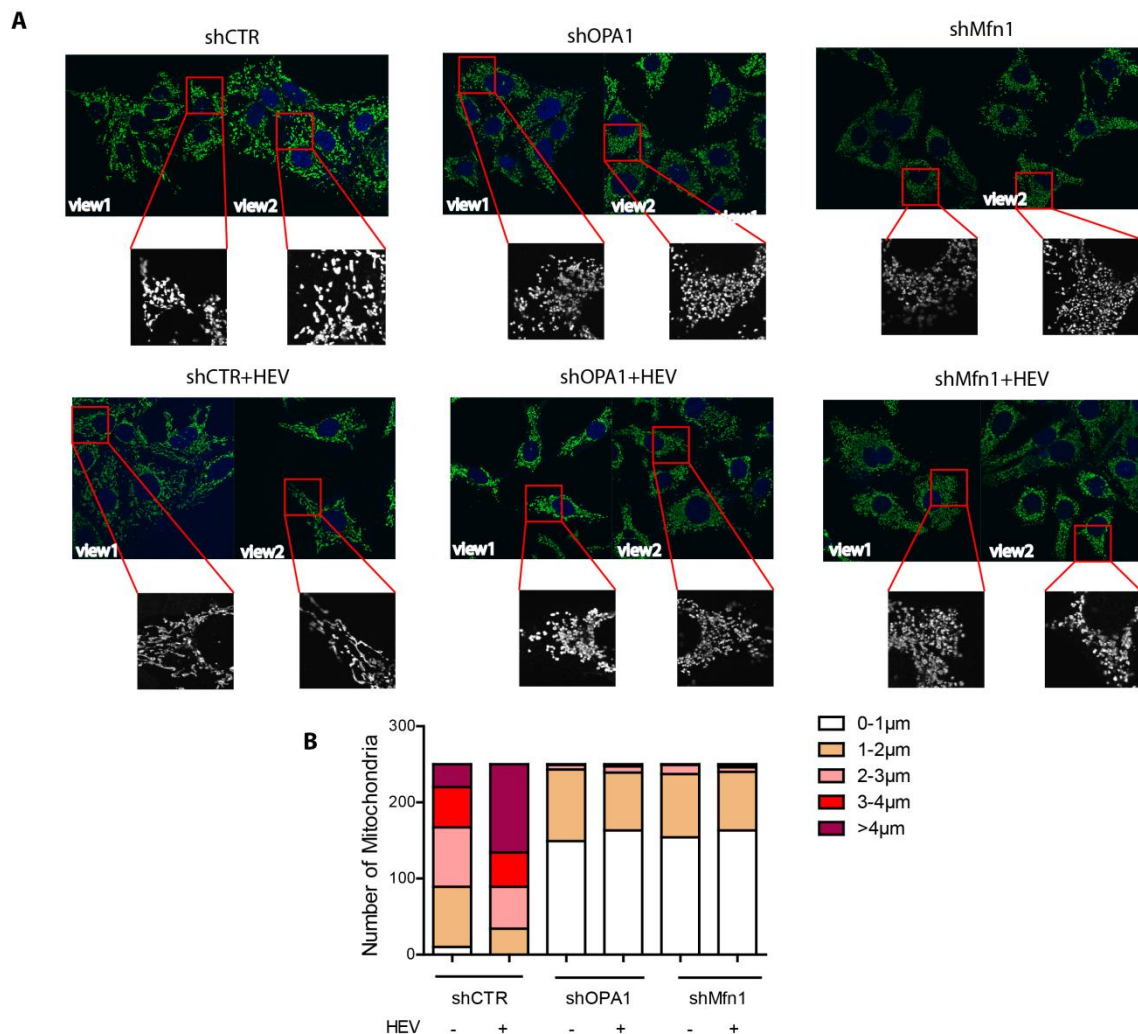 A
shCTR
shOPA1
shMfn1
view1
view2
view1
view2
view1
view2
shCTR+HEV
shOPA1+HEV
shMfn1+HEV
view1
view2
view1
view2
view1
view2
B
Number of Mitochondria
300
200
100
0
0-1µm
1-2µm
2-3µm
3-4µm
>4µm
shCTR
shOPA1
shMfn1
HEV - + - + - +